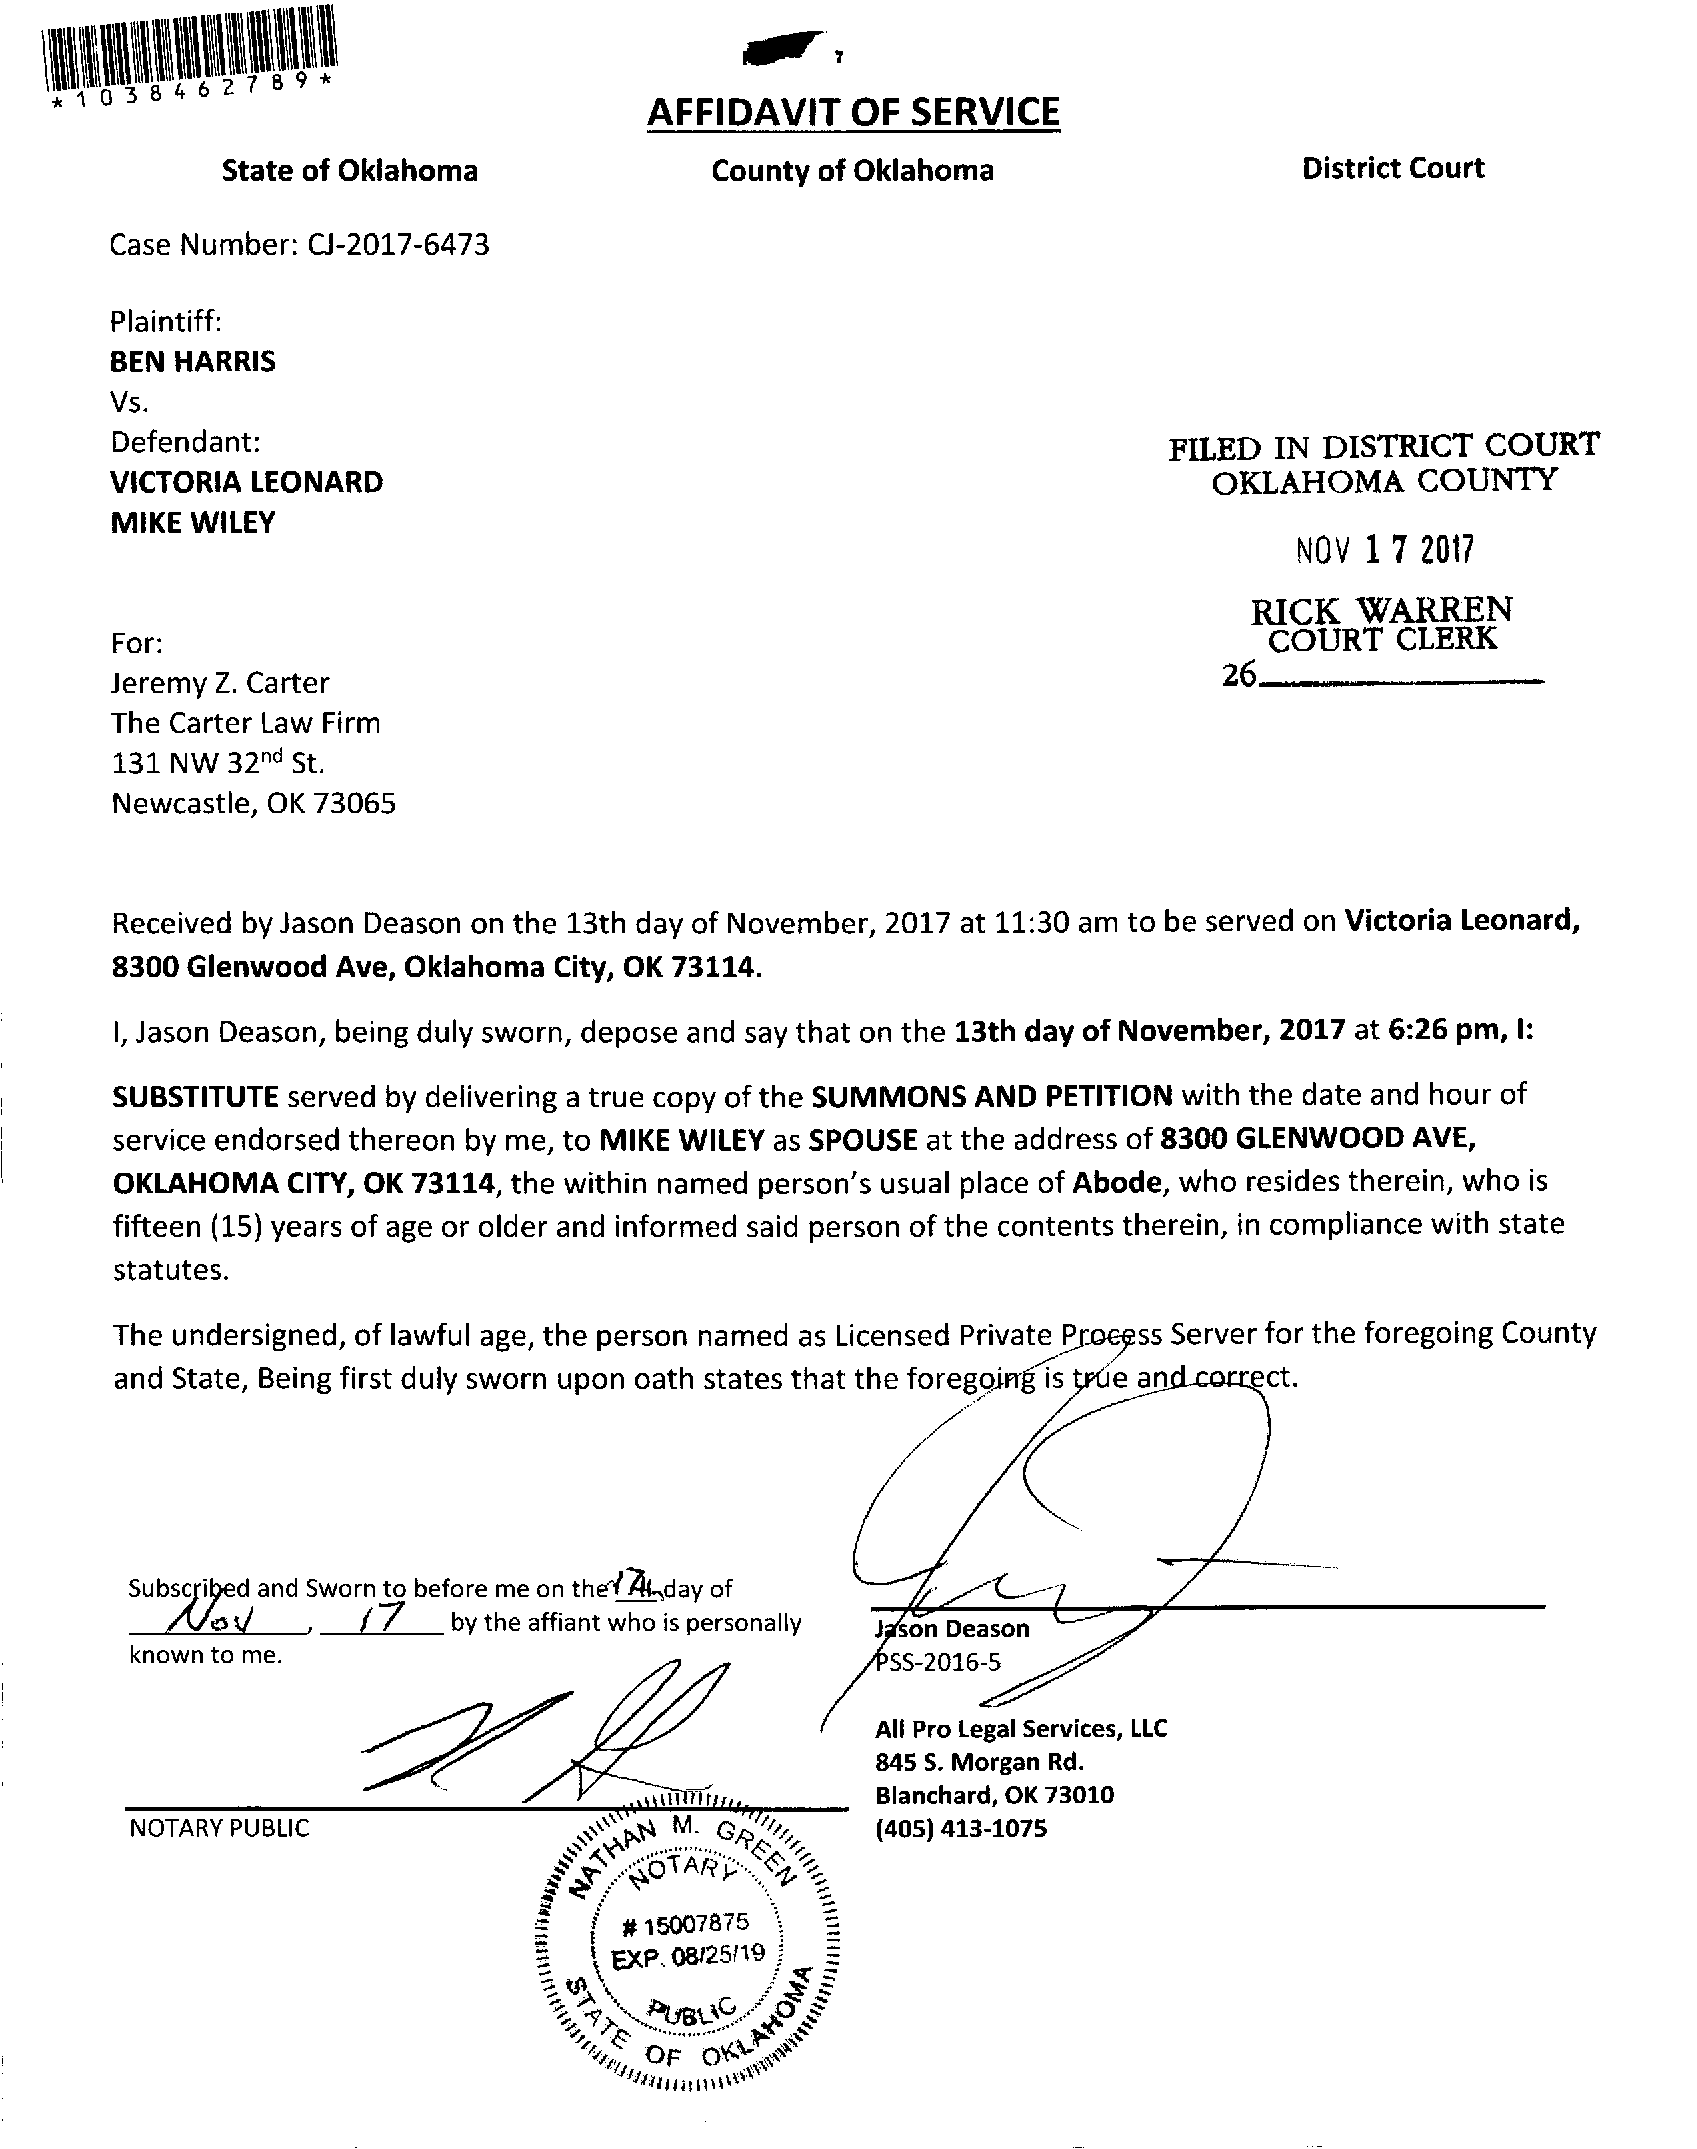 *1038462789*
AFFIDAVIT OF SERVICE
State of Oklahoma County of Oklahoma District Court
Case Number: CJ-2017-6473
Plaintiff:
BEN HARRIS
Vs.
Defendant:
VICTORIA LEONARD
MIKE WILEY
FILED IN DISTRICT COURT
OKLAHOMA COUNTY
NOV 17 2017
RICK WARREN
COURT CLERK
26
For:
Jeremy Z. Carter
The Carter Law Firm
131 NW 32nd St.
Newcastle, OK 73065
Received by Jason Deason on the 13th day of November, 2017 at 11:30 am to be served on Victoria Leonard,
8300 Glenwood Ave, Oklahoma City, OK 73114.
I, Jason Deason, being duly sworn, depose and say that on the 13th day of November, 2017 at 6:26 pm, I:
SUBSTITUTE served by delivering a true copy of the SUMMONS AND PETITION with the date and hour of
service endorsed thereon by me, to MIKE WILEY as SPOUSE at the address of 8300 GLENWOOD AVE,
OKLAHOMA CITY, OK 73114, the within named person's usual place of Abode, who resides therein, who is
fifteen (15) years of age or older and informed said person of the contents therein, in compliance with state
statutes.
The undersigned, of lawful age, the person named as Licensed Private Process Server for the foregoing County
and State, Being first duly sworn upon oath states that the foregoing is true and correct.
Subscribed and Sworn to before me on the 17th day of
Nov, 17 by the affiant who is personally
known to me.
NOTARY PUBLIC
Jason Deason
PSS-2016-5
All Pro Legal Services, LLC
845 S. Morgan Rd.
Blanchard, OK 73010
(405) 413-1075
NATHAN M. GREEN
NOTARY
# 15007875
EXP. 08/25/19
PUBLIC
STATE OF OKLAHOMA